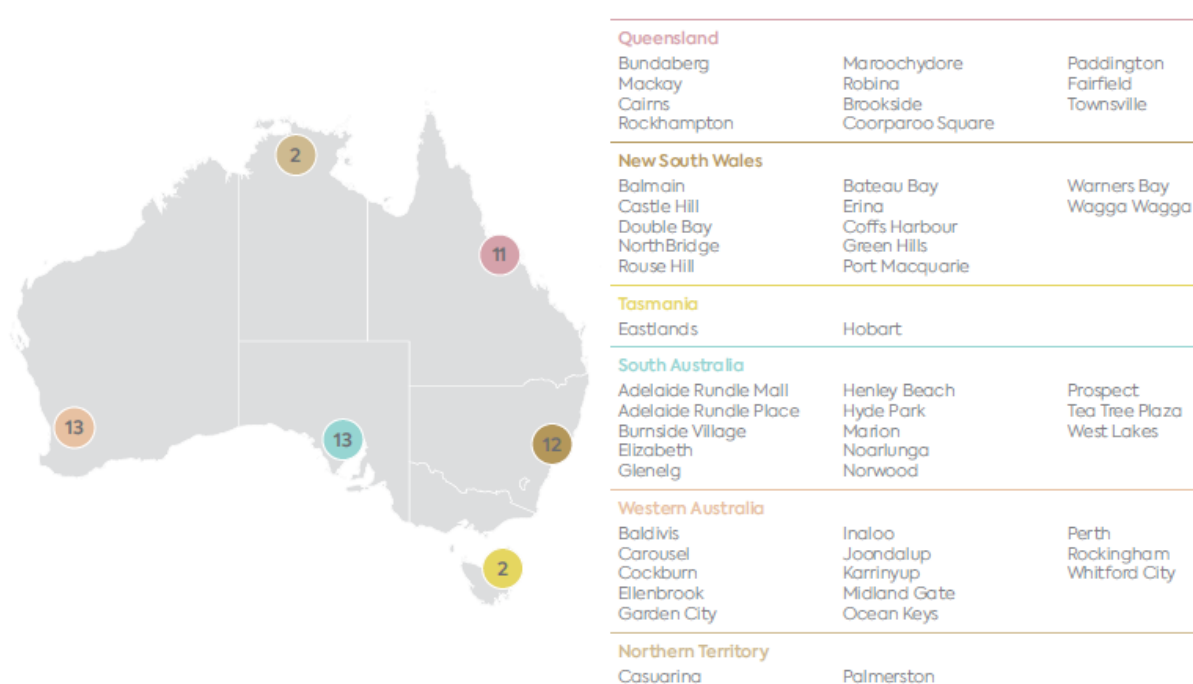 2
11
13
13
12
2
Queensland
Bundaberg Maroochydore Paddington
Mackay Robina Fairfield
Cairns Brookside Townsville
Rockhampton Coorparoo Square
New South Wales
Balmain Bateau Bay Warners Bay
Castle Hill Erina Wagga Wagga
Double Bay Coffs Harbour
NorthBridge Green Hills
Rouse Hill Port Macquarie
Tasmania
Eastlands Hobart
South Australia
Adelaide Rundle Mall Henley Beach Prospect
Adelaide Rundle Place Hyde Park Tea Tree Plaza
Burnside Village Marion West Lakes
Elizabeth Noarlunga
Glenelg Norwood
Western Australia
Baldivis Inaloo Perth
Carousel Joondalup Rockingham
Cockburn Karrinyup Whitford City
Ellenbrook Midland Gate
Garden City Ocean Keys
Northern Territory
Casuarina Palmerston